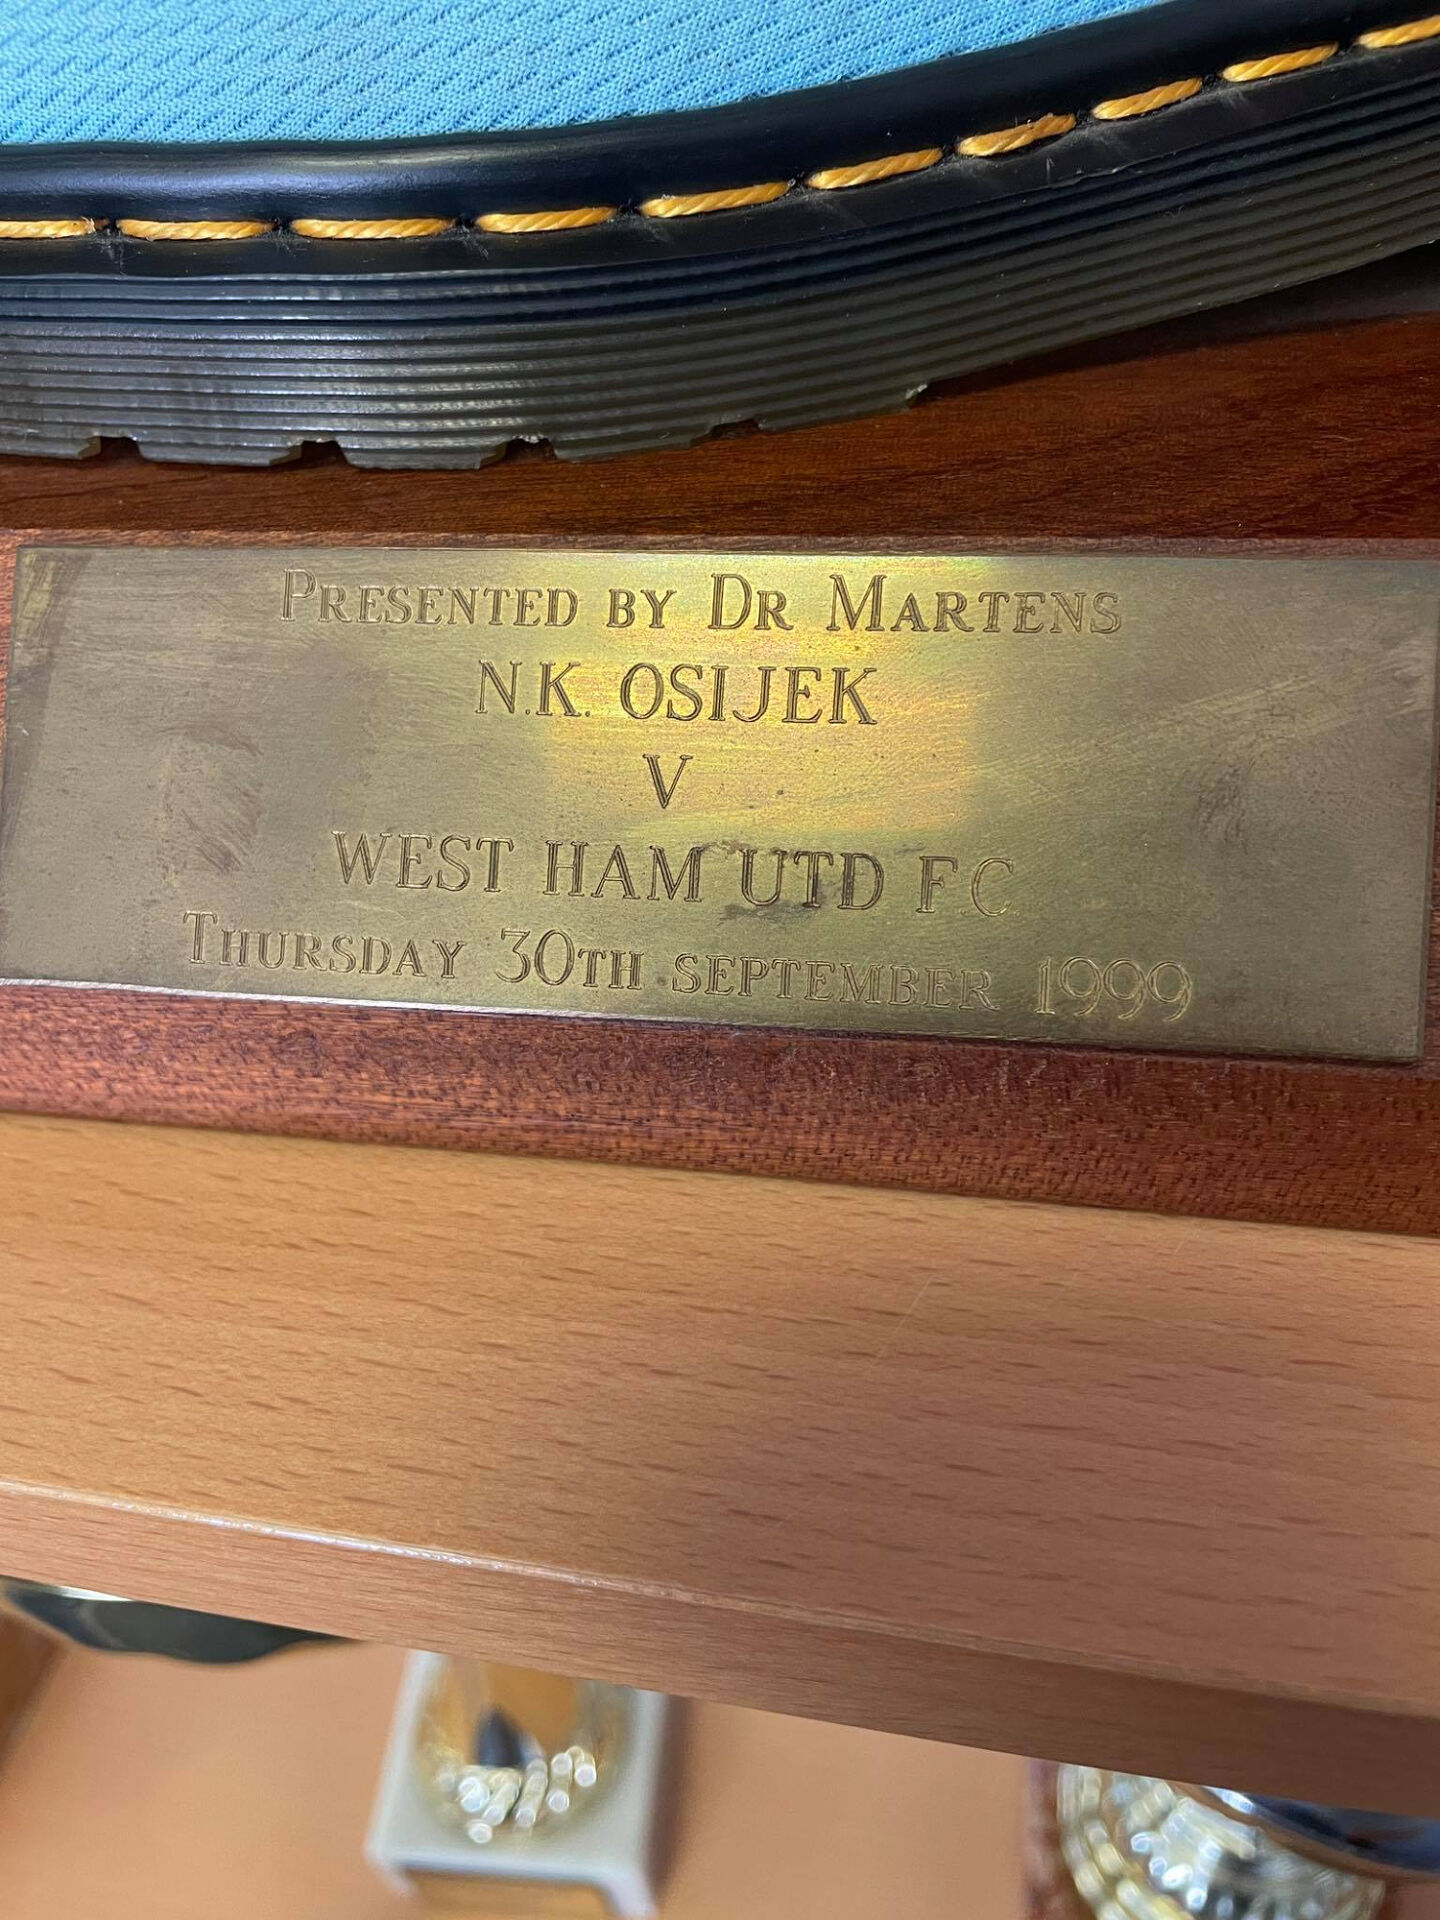 PRESENTED BY DR MARTENS
N.K. OSIJEK
V
WEST HAM UTD F.C
THURSDAY 30TH SEPTEMBER 1999